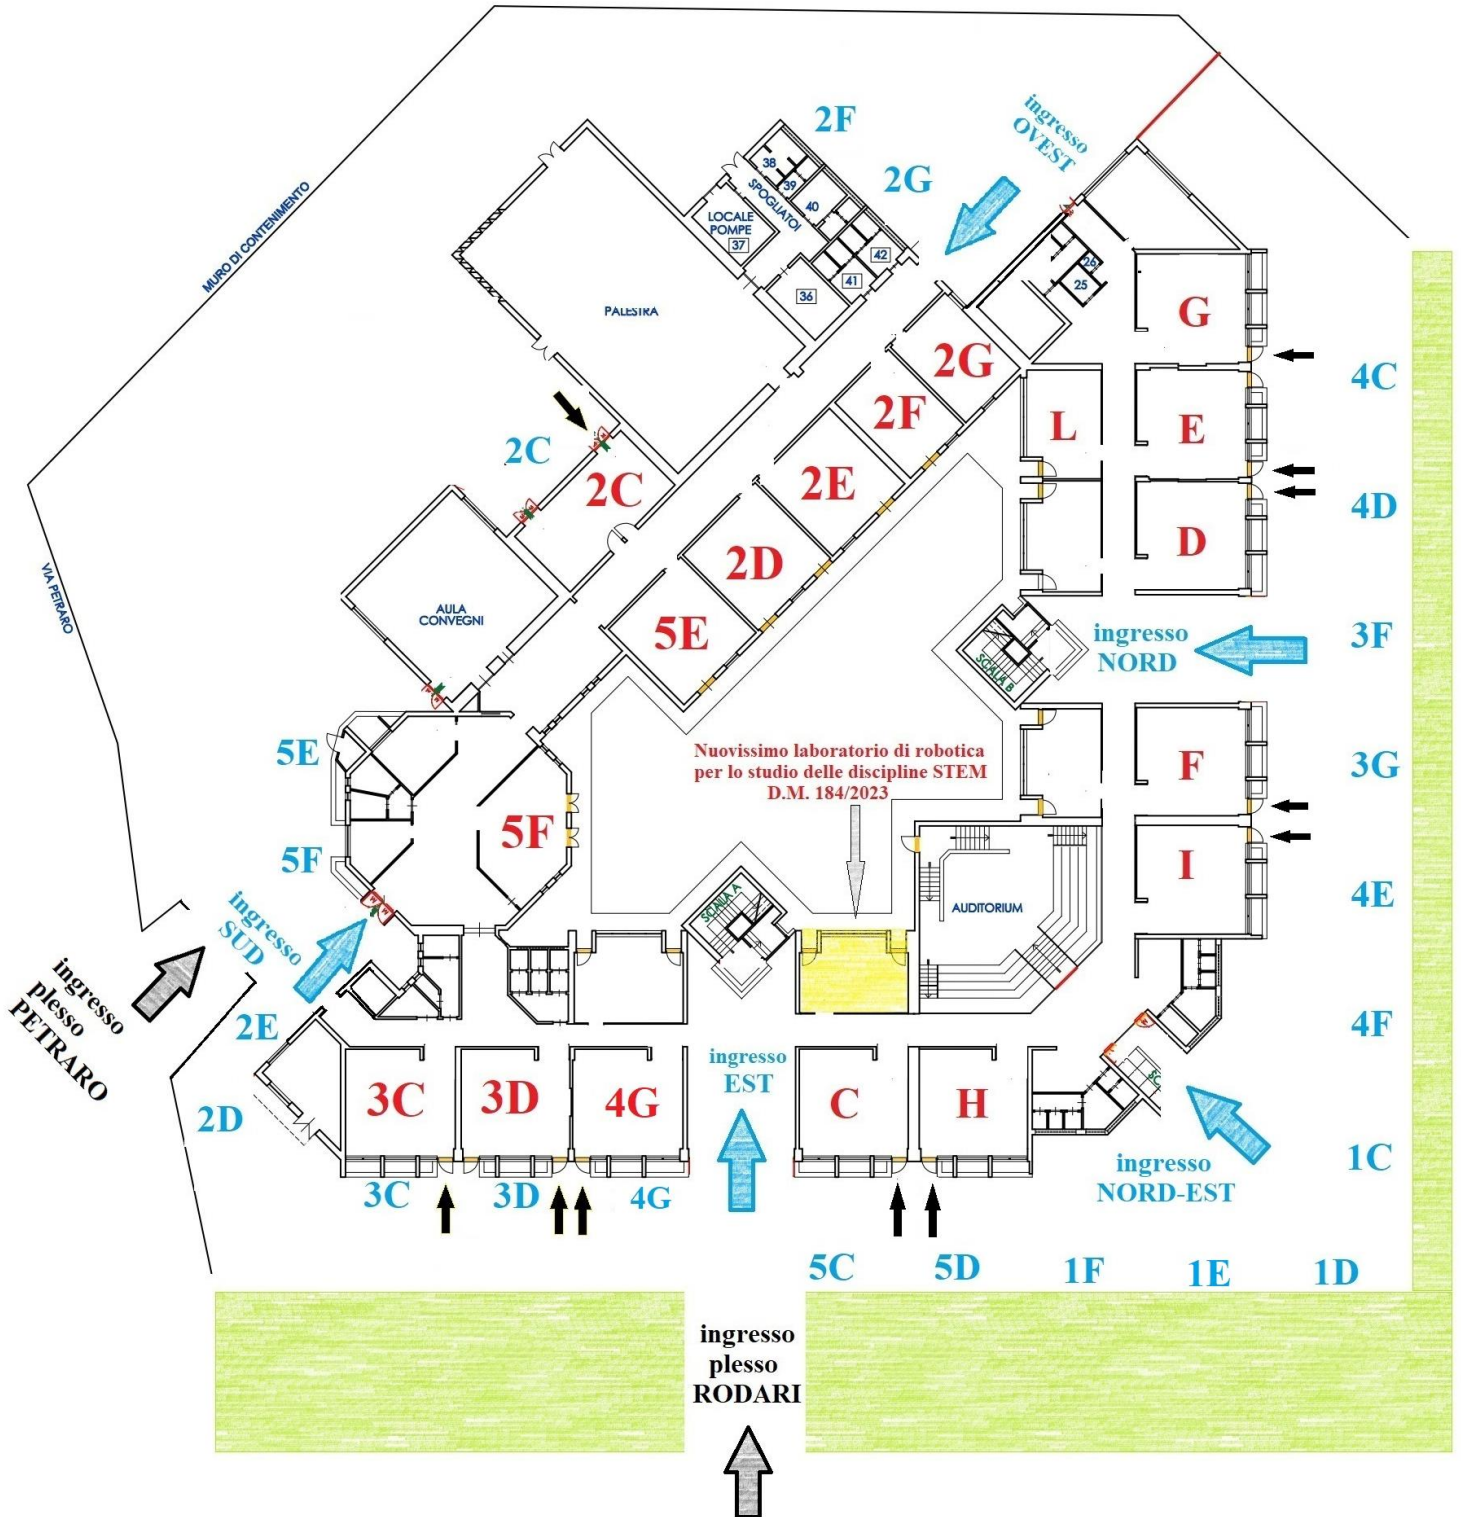 2F
ingresso
OVEST
38
39
SPOGLIATOI
40
2G
LOCALE
POMPE
37
42
41
36
26
25
MURO DI CONTENIMENTO
PALESTRA
G
2G
4C
2F
L
E
2C
2C
2E
4D
D
2D
VIA PETRARO
AULA
CONVEGNI
5E
ingresso
NORD
3F
SCALA B
5E
Nuovissimo laboratorio di robotica
per lo studio delle discipline STEM
D.M. 184/2023
F
3G
5F
5F
I
4E
SCALA A
AUDITORIUM
ingresso
SUD
ingresso
plesso
PETRARO
2E
4F
ingresso
EST
SC
3C
3D
4G
C
H
2D
ingresso
NORD-EST
1C
3C
3D
4G
5C
5D
1F
1E
1D
ingresso
plesso
RODARI